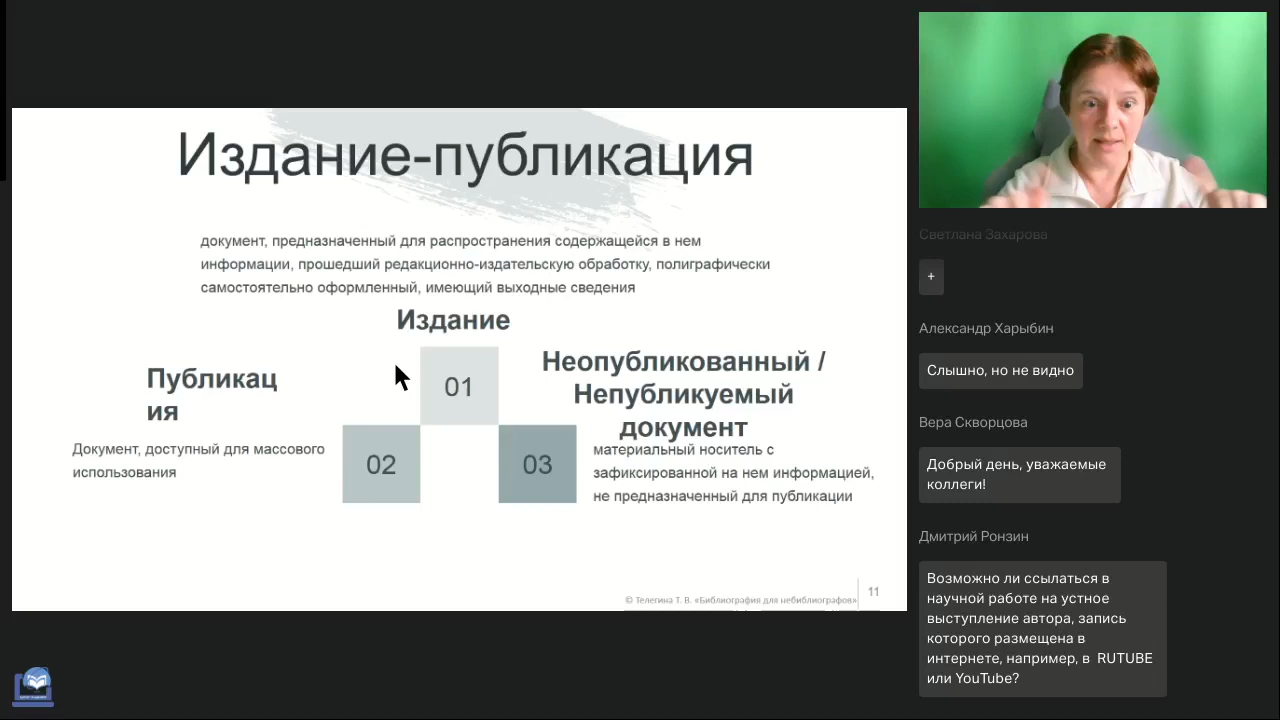 Издание-публикация
документ, предназначенный для распространения содержащейся в нем
информации, прошедший редакционно-издательскую обработку, полиграфически
самостоятельно оформленный, имеющий выходные сведения
Издание
01
Публикац
ия
Документ, доступный для массового
использования
02
Неопубликованный /
Непубликуемый
документ
03
материальный носитель с
зафиксированной на нем информацией,
не предназначенный для публикации
© Телегина Т. В. «Библиография для небиблиографов»
11
Светлана Захарова
+
Александр Харыбин
Слышно, но не видно
Вера Скворцова
Добрый день, уважаемые
коллеги!
Дмитрий Ронзин
Возможно ли ссылаться в
научной работе на устное
выступление автора, запись
которого размещена в
интернете, например, в RUTUBE
или YouTube?